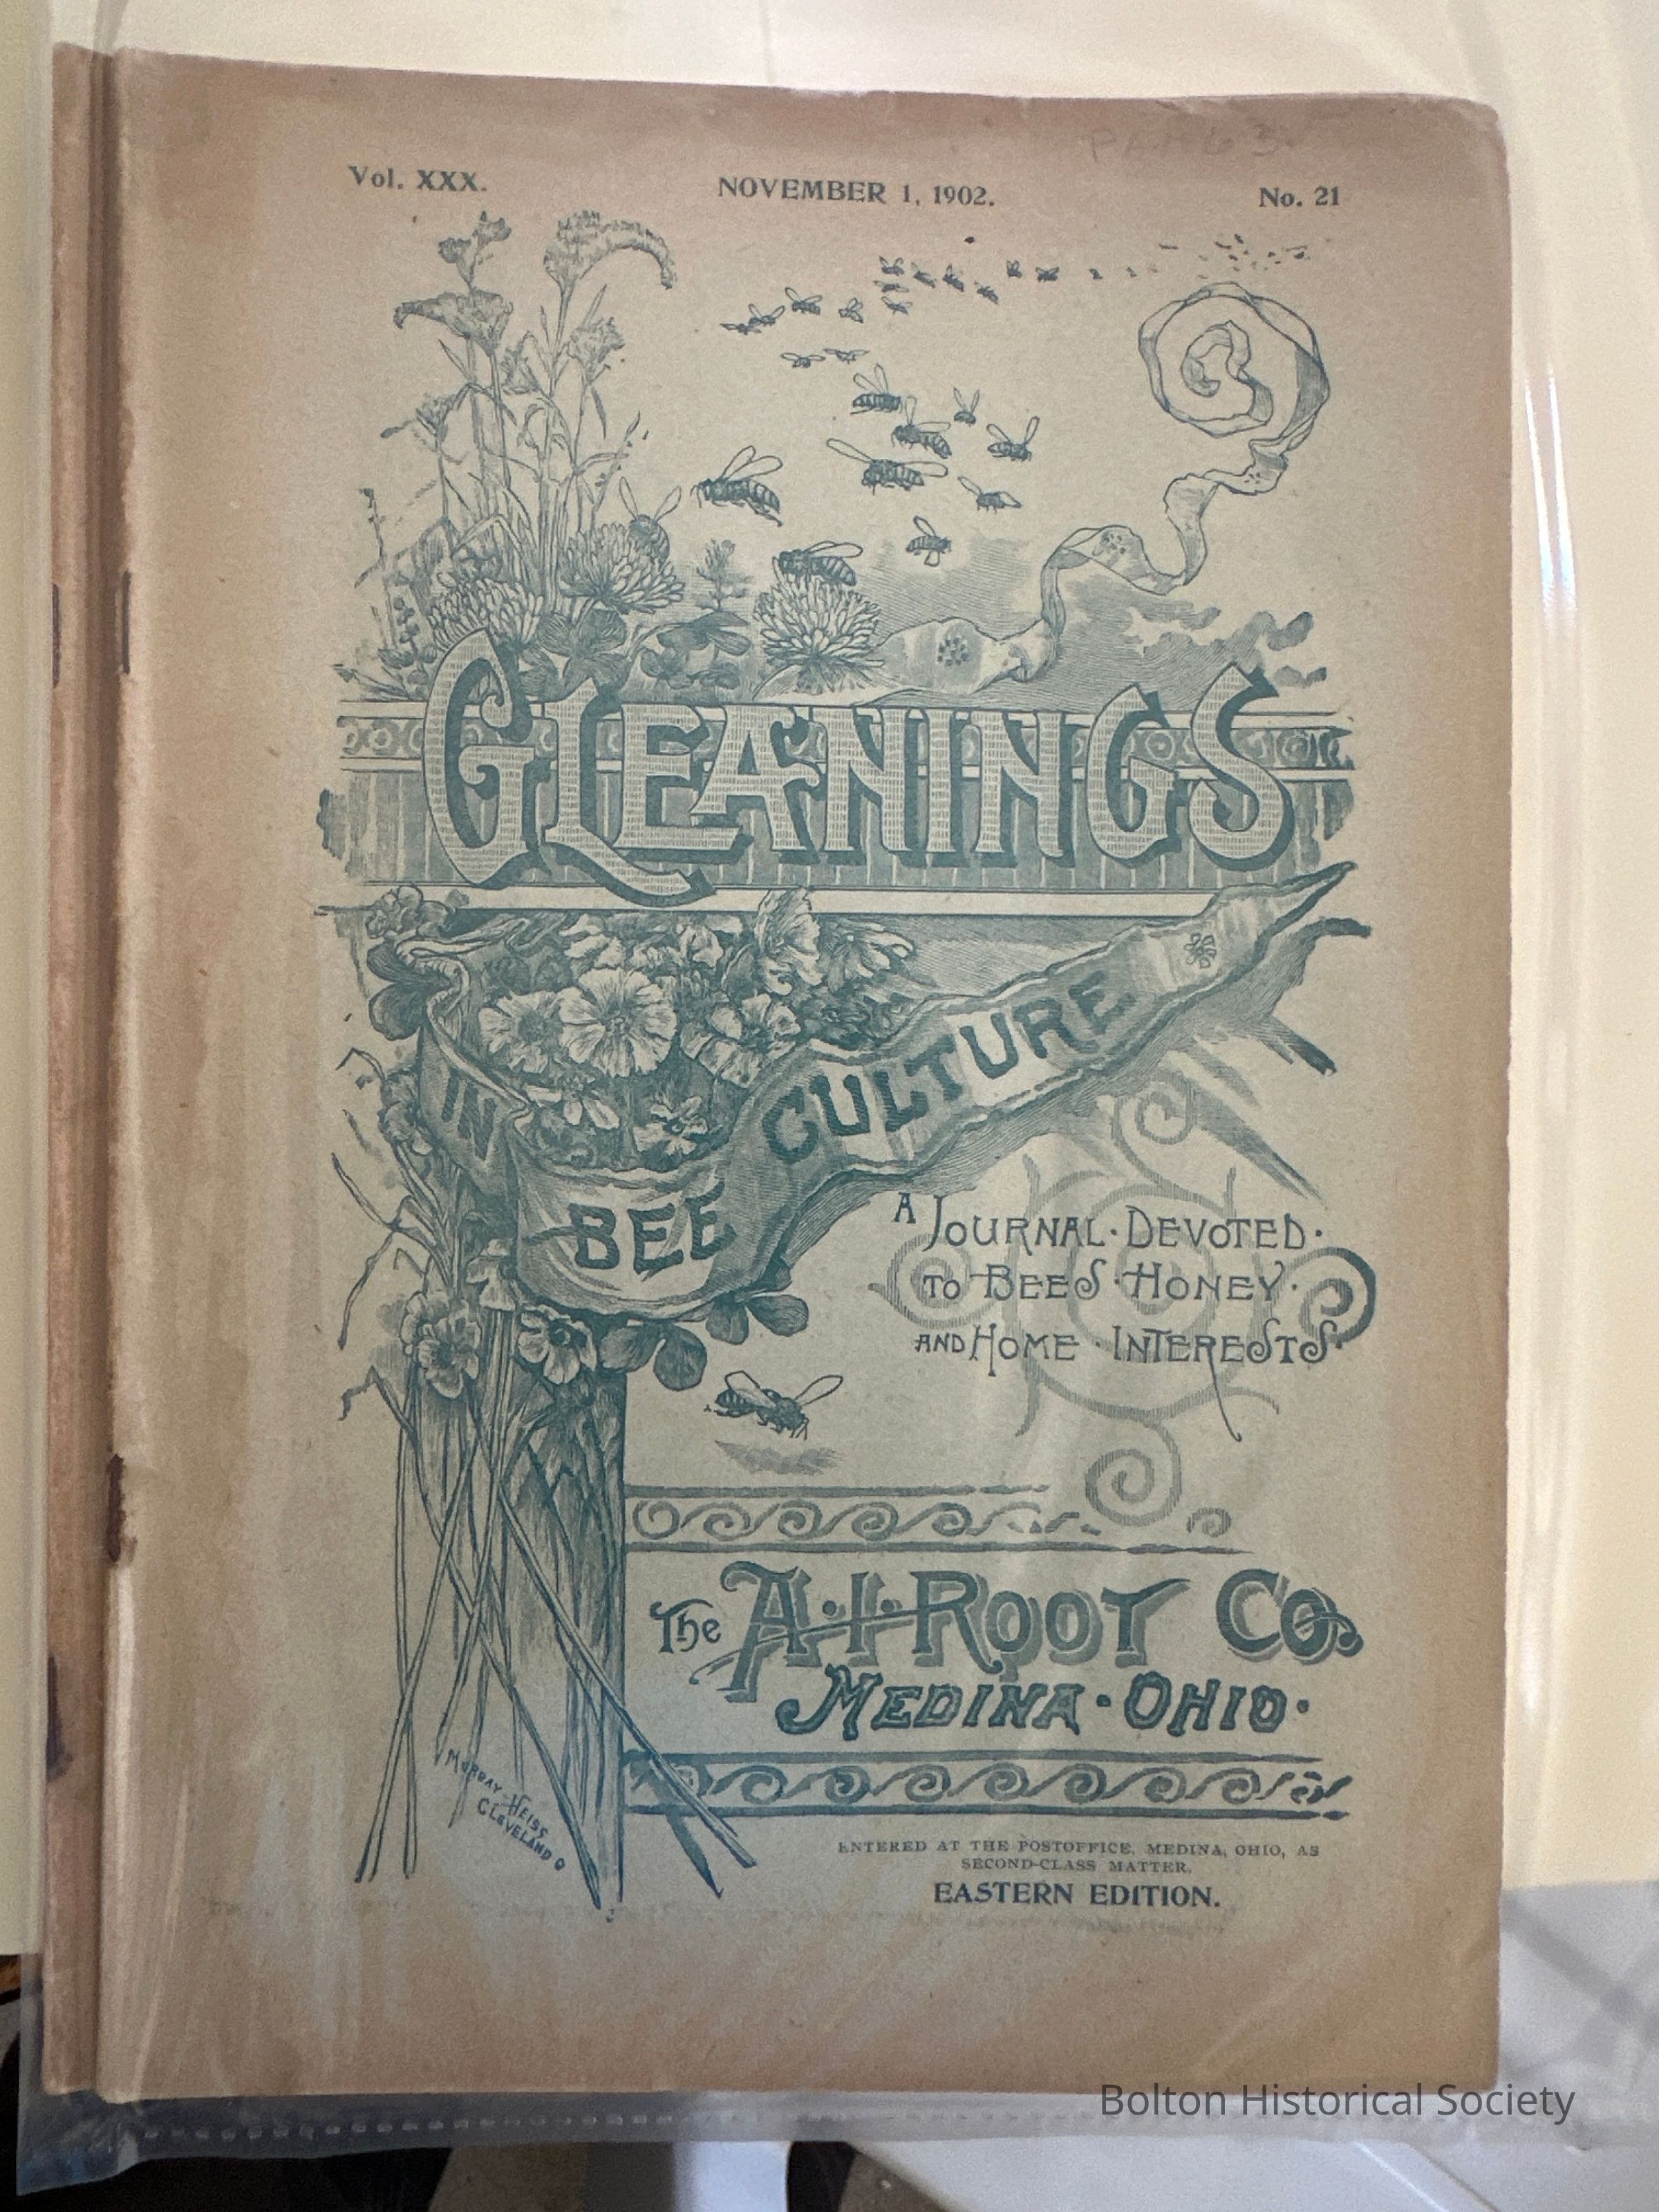 Vol. XXX. NOVEMBER 1, 1902. No. 21
GLEANINGS
IN
BEE
CULTURE
A JOURNAL · DEVOTED ·
TO BEES · HONEY ·
AND HOME · INTERESTS ·
The A · I · ROOT Co.
MEDINA · OHIO ·
MURRAY HEISS
CLEVELAND O
ENTERED AT THE POSTOFFICE, MEDINA, OHIO, AS
SECOND-CLASS MATTER.
EASTERN EDITION.
Bolton Historical Society